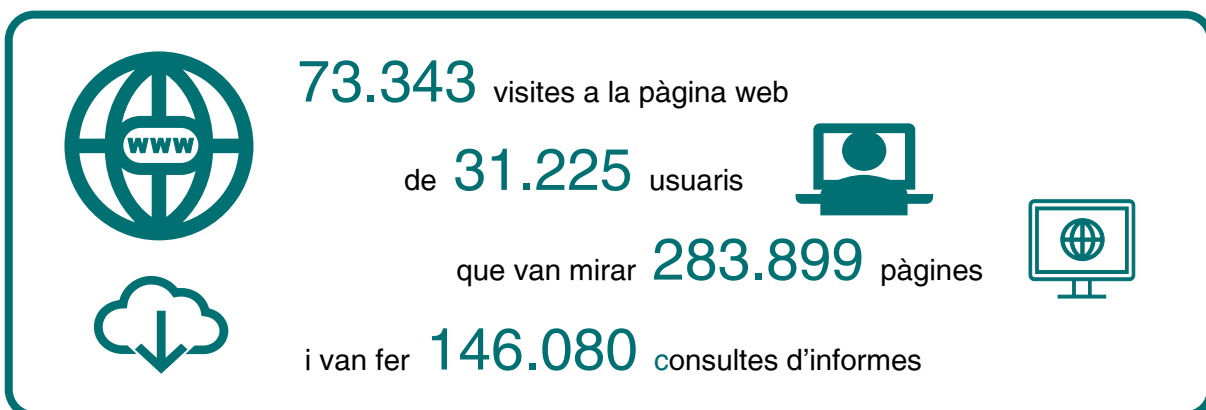 www
73.343 visites a la pàgina web
de 31.225 usuaris
que van mirar 283.899 pàgines
i van fer 146.080 consultes d’informes